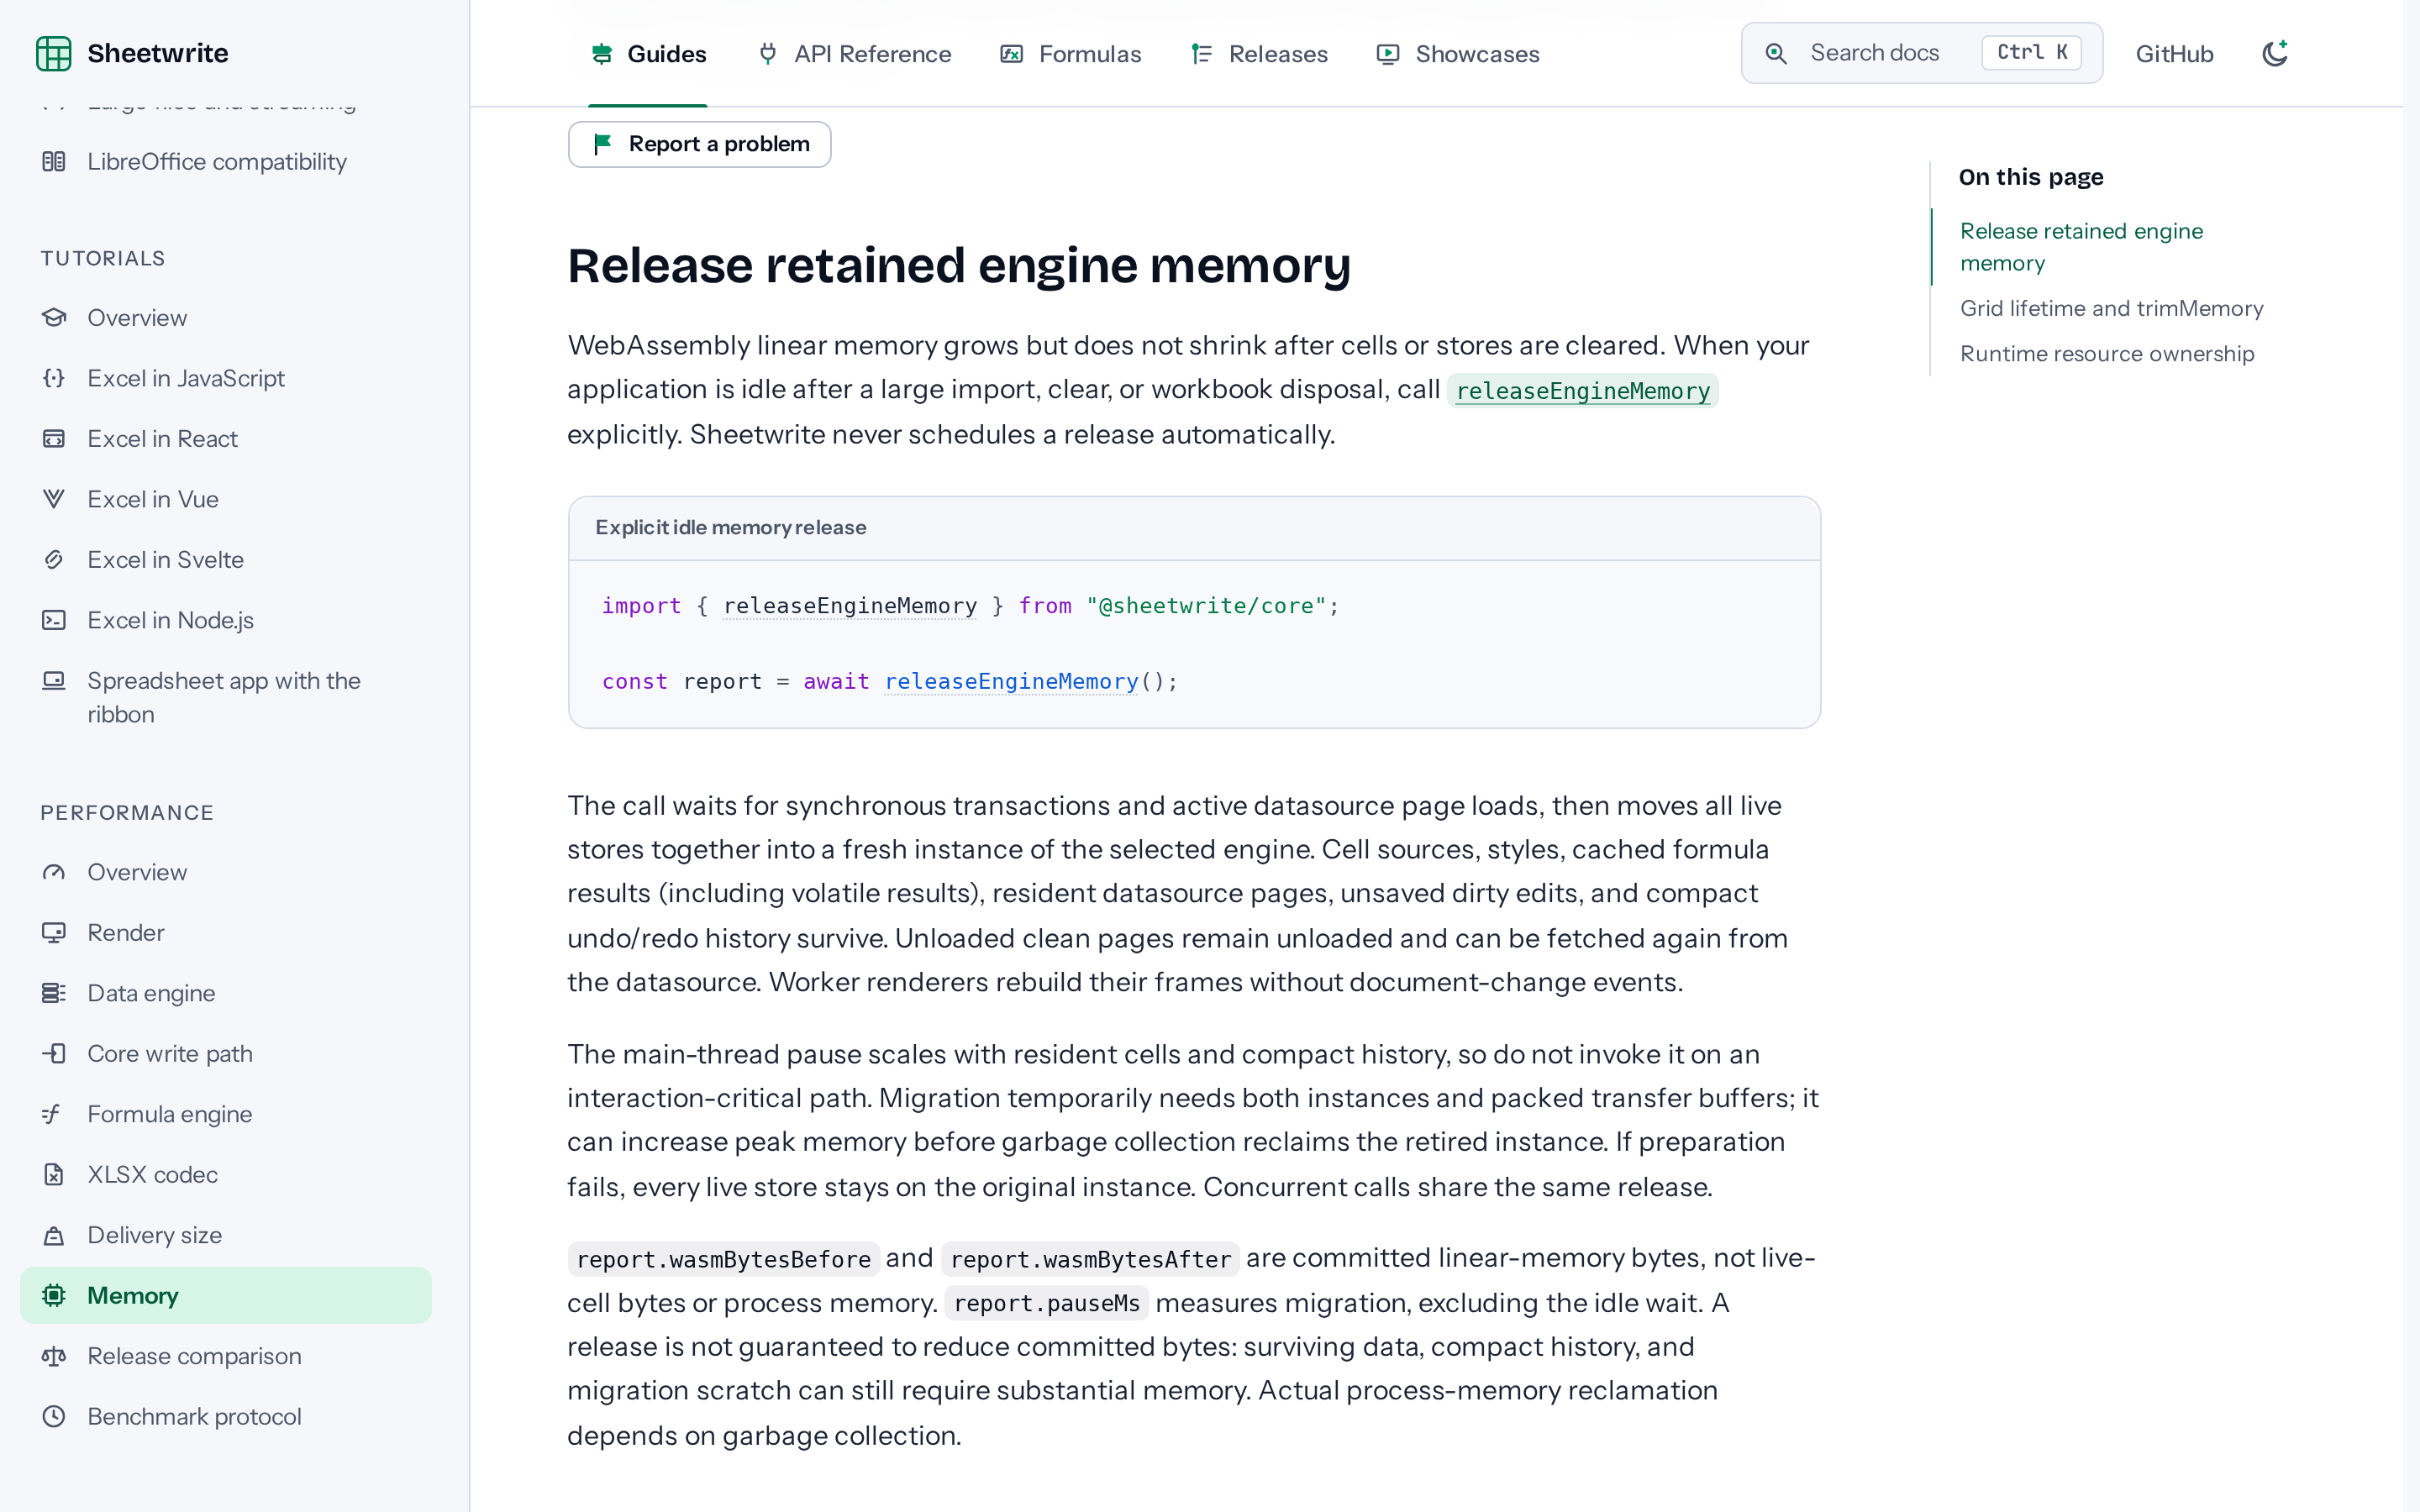 Sheetwrite
Guides
API Reference
Formulas
Releases
Showcases
Search docs
Ctrl K
GitHub
Large files and streaming
LibreOffice compatibility
TUTORIALS
Overview
Excel in JavaScript
Excel in React
Excel in Vue
Excel in Svelte
Excel in Node.js
Spreadsheet app with the
ribbon
PERFORMANCE
Overview
Render
Data engine
Core write path
Formula engine
XLSX codec
Delivery size
Memory
Release comparison
Benchmark protocol
Report a problem
Release retained engine memory
WebAssembly linear memory grows but does not shrink after cells or stores are cleared. When your
application is idle after a large import, clear, or workbook disposal, call releaseEngineMemory
explicitly. Sheetwrite never schedules a release automatically.
Explicit idle memory release
import { releaseEngineMemory } from "@sheetwrite/core";
const report = await releaseEngineMemory();
The call waits for synchronous transactions and active datasource page loads, then moves all live
stores together into a fresh instance of the selected engine. Cell sources, styles, cached formula
results (including volatile results), resident datasource pages, unsaved dirty edits, and compact
undo/redo history survive. Unloaded clean pages remain unloaded and can be fetched again from
the datasource. Worker renderers rebuild their frames without document-change events.
The main-thread pause scales with resident cells and compact history, so do not invoke it on an
interaction-critical path. Migration temporarily needs both instances and packed transfer buffers; it
can increase peak memory before garbage collection reclaims the retired instance. If preparation
fails, every live store stays on the original instance. Concurrent calls share the same release.
report.wasmBytesBefore and report.wasmBytesAfter are committed linear-memory bytes, not live-
cell bytes or process memory. report.pauseMs measures migration, excluding the idle wait. A
release is not guaranteed to reduce committed bytes: surviving data, compact history, and
migration scratch can still require substantial memory. Actual process-memory reclamation
depends on garbage collection.
On this page
Release retained engine
memory
Grid lifetime and trimMemory
Runtime resource ownership